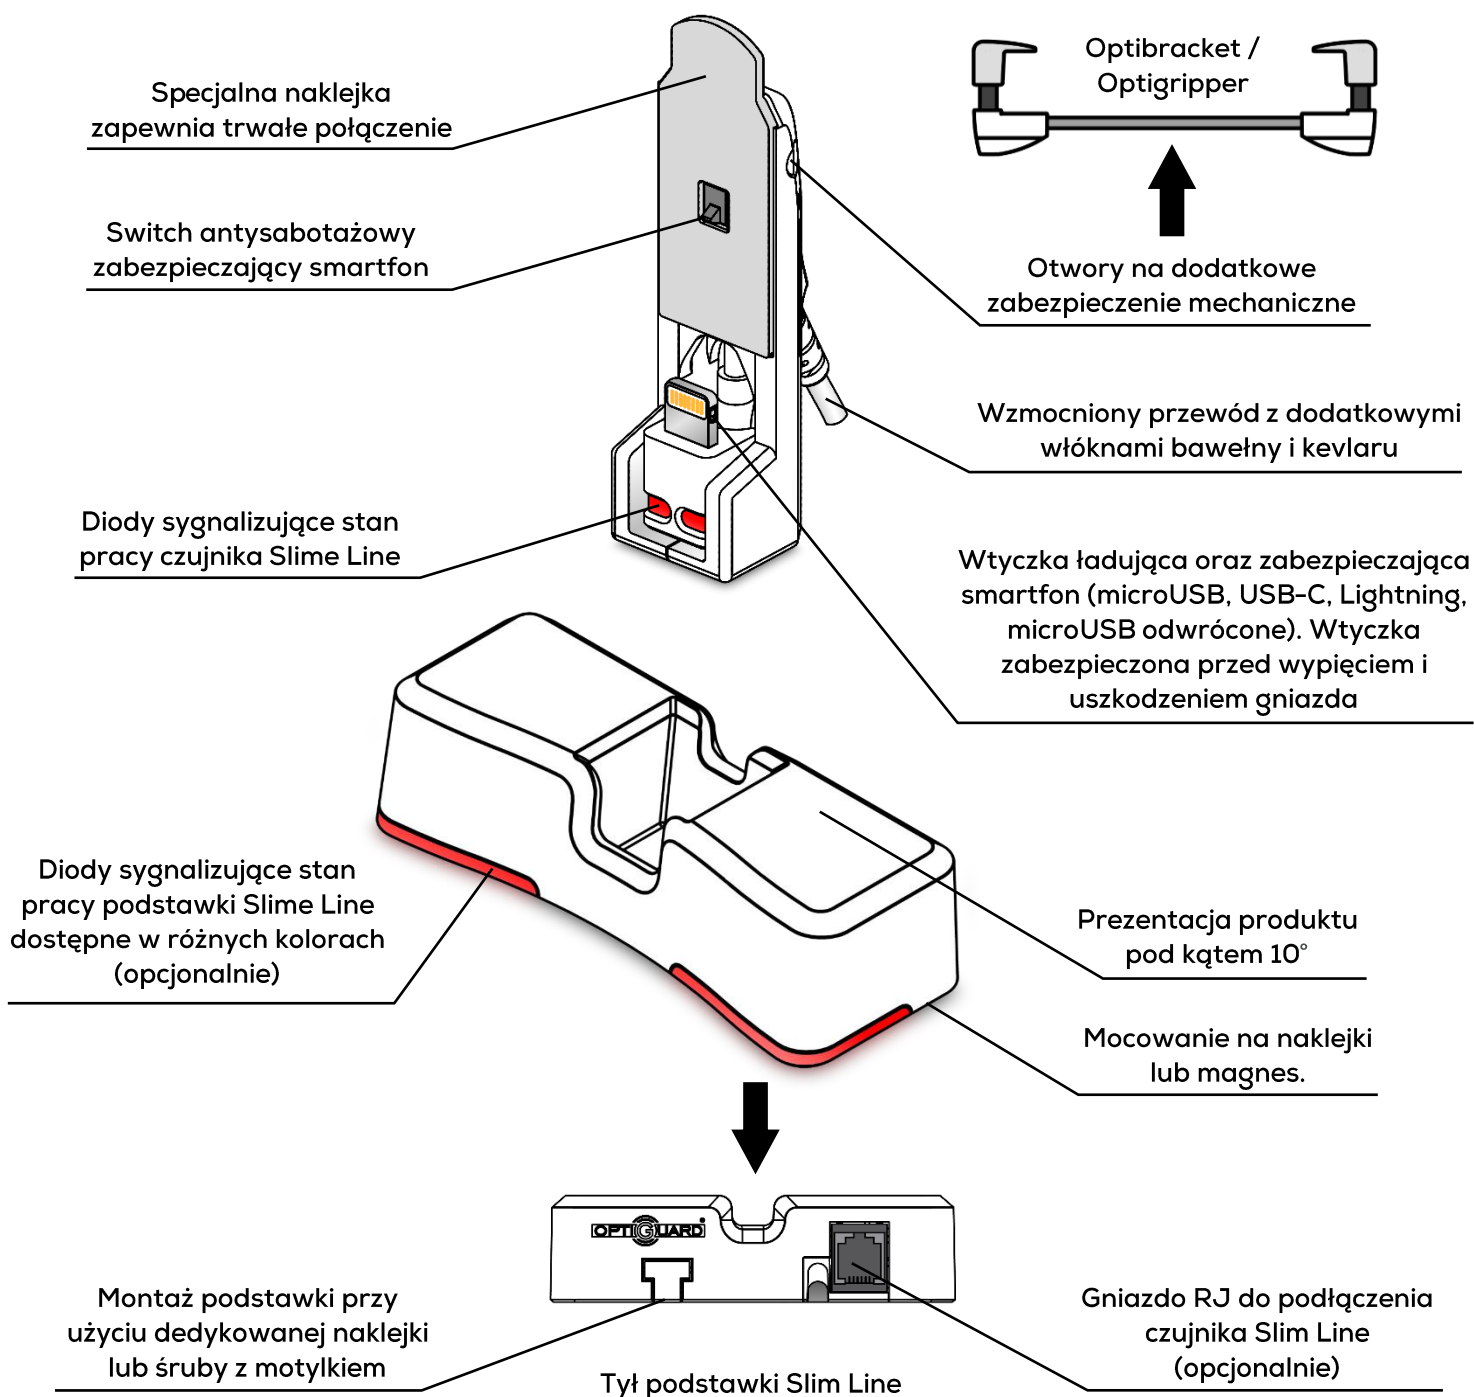 Optibracket /
Optigripper
Specjalna naklejka
zapewnia trwałe połączenie
Switch antysabotażowy
zabezpieczający smartfon
Otwory na dodatkowe
zabezpieczenie mechaniczne
Wzmocniony przewód z dodatkowymi
włóknami bawełny i kevlaru
Diody sygnalizujące stan
pracy czujnika Slime Line
Wtyczka ładująca oraz zabezpieczająca
smartfon (microUSB, USB-C, Lightning,
microUSB odwrócone). Wtyczka
zabezpieczona przed wypięciem i
uszkodzeniem gniazda
Diody sygnalizujące stan
pracy podstawki Slime Line
dostępne w różnych kolorach
(opcjonalnie)
Prezentacja produktu
pod kątem 10°
Mocowanie na naklejki
lub magnes.
OPTIGUARD
Montaż podstawki przy
użyciu dedykowanej naklejki
lub śruby z motylkiem
Gniazdo RJ do podłączenia
czujnika Slim Line
(opcjonalnie)
Tył podstawki Slim Line